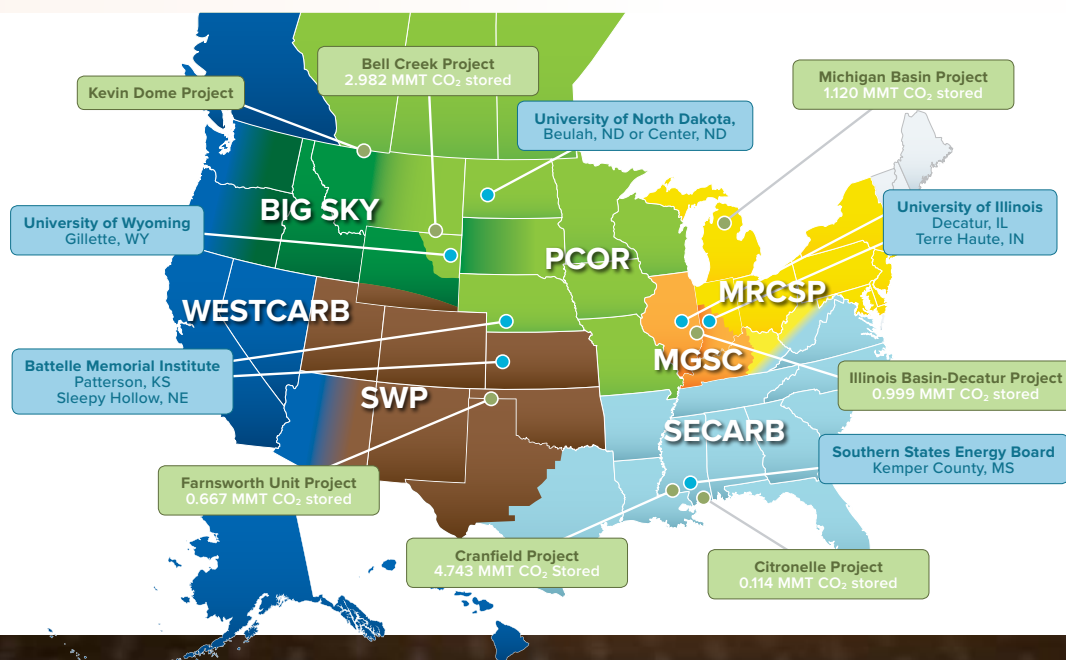 Bell Creek Project
2.982 MMT CO₂ stored
Michigan Basin Project
1.120 MMT CO₂ stored
Kevin Dome Project
University of North Dakota,
Beulah, ND or Center, ND
BIG SKY
University of Wyoming
Gillette, WY
University of Illinois
Decatur, IL
Terre Haute, IN
PCOR
MRCSP
WESTCARB
Battelle Memorial Institute
Patterson, KS
Sleepy Hollow, NE
MGSC
Illinois Basin-Decatur Project
0.999 MMT CO₂ stored
SWP
SECARB
Southern States Energy Board
Kemper County, MS
Farnsworth Unit Project
0.667 MMT CO₂ stored
Cranfield Project
4.743 MMT CO₂ Stored
Citronelle Project
0.114 MMT CO₂ stored